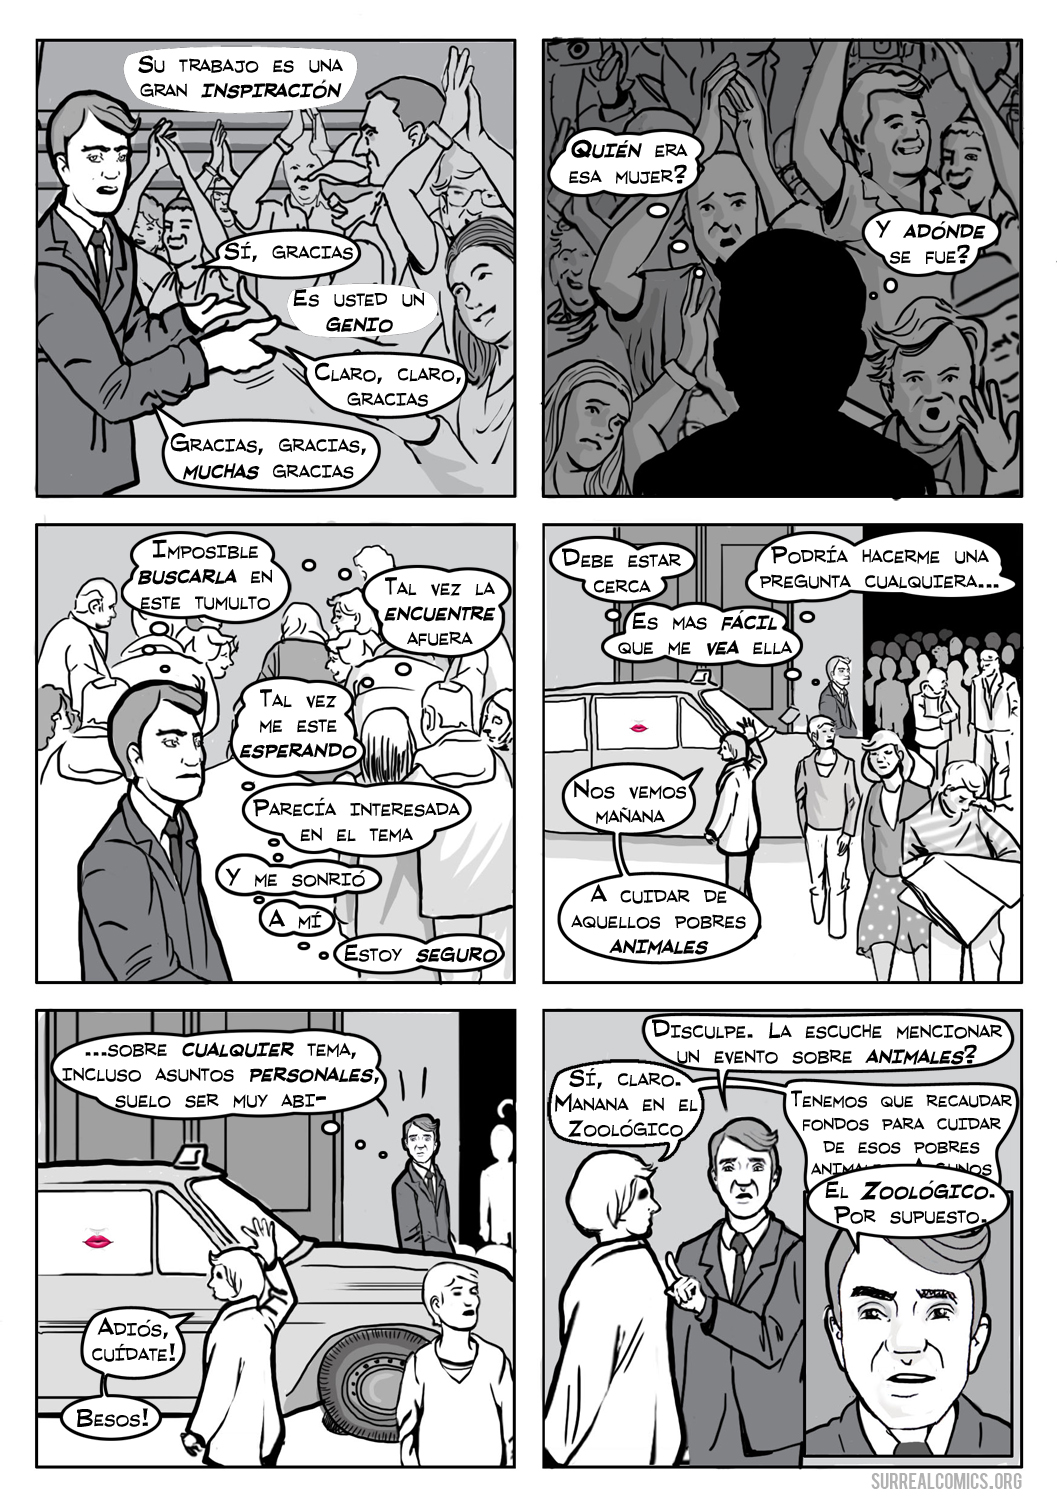 Su trabajo es una
gran inspiración
Sí, gracias
Es usted un
genio
Claro, claro,
gracias
Gracias, gracias,
muchas gracias
Quién era
esa mujer?
Y adónde
se fue?
Imposible
buscarla en
este tumulto
Tal vez la
encuentre
afuera
Tal vez
me este
esperando
Parecía interesada
en el tema
Y me sonrió
A mí
Estoy seguro
Debe estar
cerca
Es mas fácil
que me vea ella
Podría hacerme una
pregunta cualquiera...
Nos vemos
mañana
A cuidar de
aquellos pobres
animales
...sobre cualquier tema,
incluso asuntos personales,
suelo ser muy abi-
Adiós,
cuídate!
Besos!
Disculpe. La escuche mencionar
un evento sobre animales?
Sí, claro.
Manana en el
Zoológico
Tenemos que recaudar
fondos para cuidar
de esos pobres
El Zoológico.
Por supuesto.
SURREALCOMICS.ORG